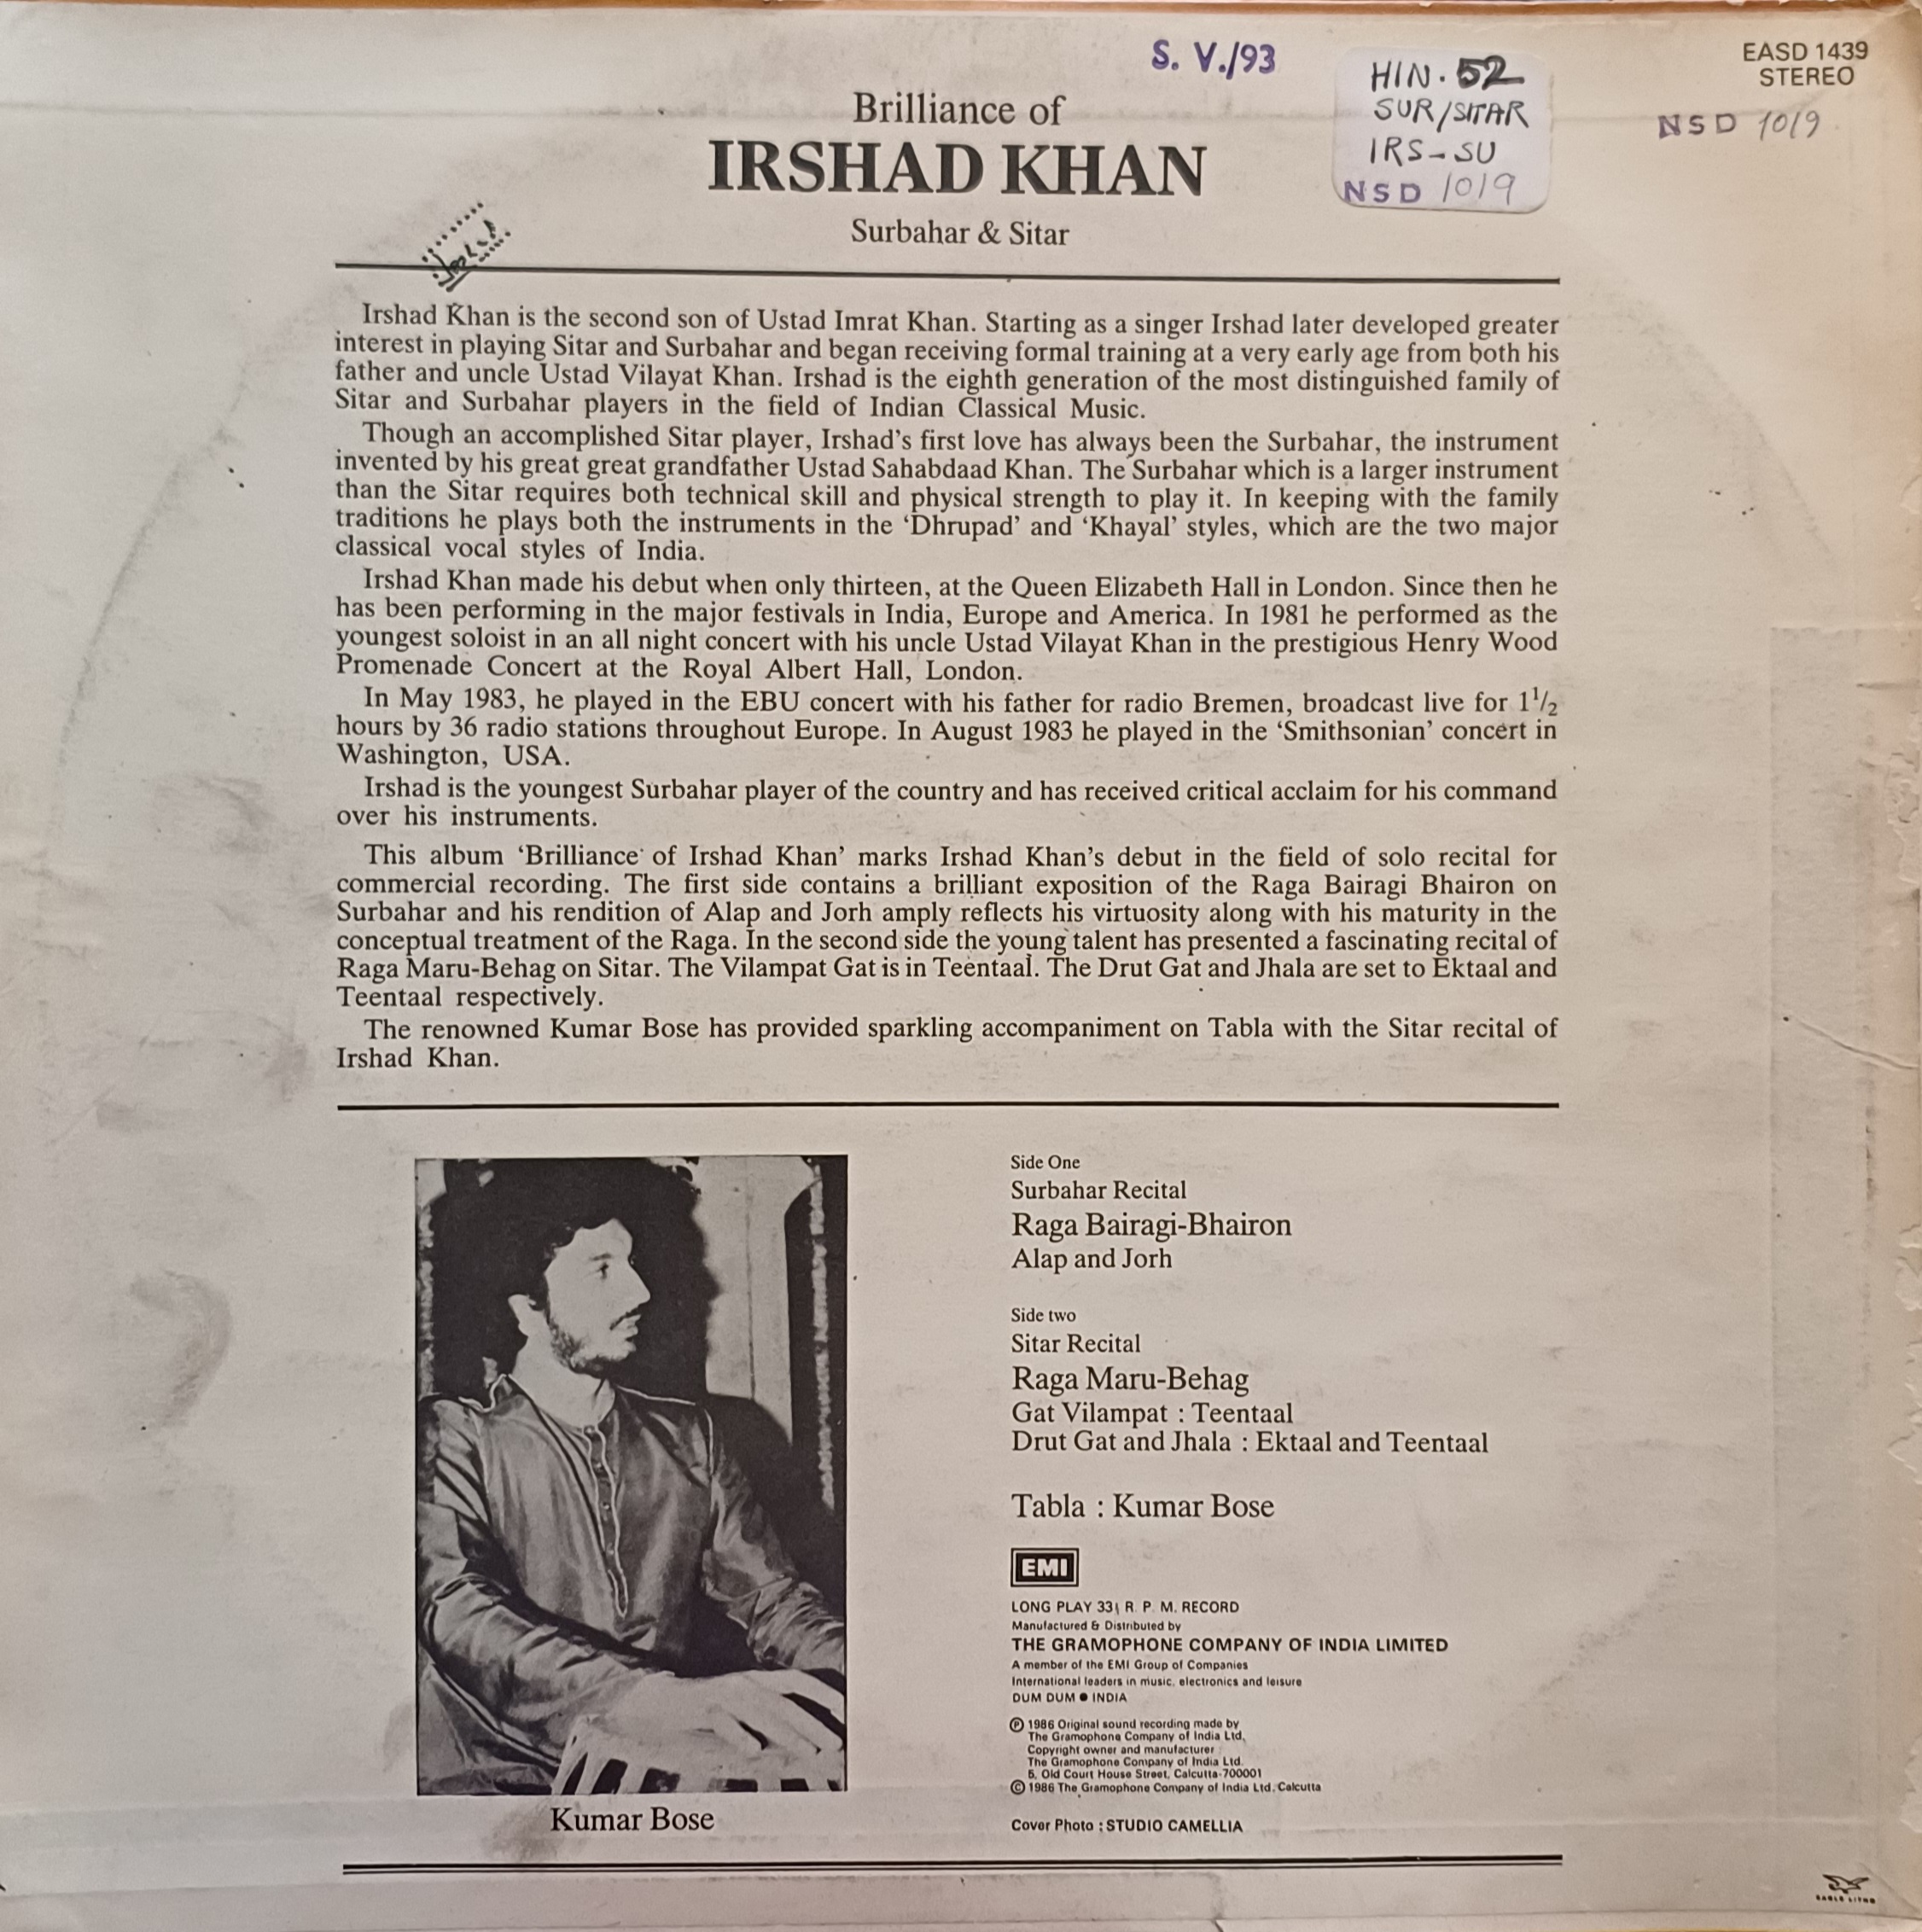 S. V./93
EASD 1439
STEREO
NSD 1019
HIN. 52
SUR/SITAR
IRS-SU
NSD 1019
Brilliance of
IRSHAD KHAN
Surbahar & Sitar
Irshad Khan is the second son of Ustad Imrat Khan. Starting as a singer Irshad later developed greater
interest in playing Sitar and Surbahar and began receiving formal training at a very early age from both his
father and uncle Ustad Vilayat Khan. Irshad is the eighth generation of the most distinguished family of
Sitar and Surbahar players in the field of Indian Classical Music.
Though an accomplished Sitar player, Irshad's first love has always been the Surbahar, the instrument
invented by his great great grandfather Ustad Sahabdaad Khan. The Surbahar which is a larger instrument
than the Sitar requires both technical skill and physical strength to play it. In keeping with the family
traditions he plays both the instruments in the ‘Dhrupad’ and ‘Khayal’ styles, which are the two major
classical vocal styles of India.
Irshad Khan made his debut when only thirteen, at the Queen Elizabeth Hall in London. Since then he
has been performing in the major festivals in India, Europe and America. In 1981 he performed as the
youngest soloist in an all night concert with his uncle Ustad Vilayat Khan in the prestigious Henry Wood
Promenade Concert at the Royal Albert Hall, London.
In May 1983, he played in the EBU concert with his father for radio Bremen, broadcast live for 1 1/2
hours by 36 radio stations throughout Europe. In August 1983 he played in the ‘Smithsonian’ concert in
Washington, USA.
Irshad is the youngest Surbahar player of the country and has received critical acclaim for his command
over his instruments.
This album ‘Brilliance of Irshad Khan’ marks Irshad Khan's debut in the field of solo recital for
commercial recording. The first side contains a brilliant exposition of the Raga Bairagi Bhairon on
Surbahar and his rendition of Alap and Jorh amply reflects his virtuosity along with his maturity in the
conceptual treatment of the Raga. In the second side the young talent has presented a fascinating recital of
Raga Maru-Behag on Sitar. The Vilampat Gat is in Teentaal. The Drut Gat and Jhala are set to Ektaal and
Teentaal respectively.
The renowned Kumar Bose has provided sparkling accompaniment on Tabla with the Sitar recital of
Irshad Khan.
Side One
Surbahar Recital
Raga Bairagi-Bhairon
Alap and Jorh
Side two
Sitar Recital
Raga Maru-Behag
Gat Vilampat : Teentaal
Drut Gat and Jhala : Ektaal and Teentaal
Tabla : Kumar Bose
EMI
LONG PLAY 33⅓ R. P. M. RECORD
Manufactured & Distributed by
THE GRAMOPHONE COMPANY OF INDIA LIMITED
A member of the EMI Group of Companies
International leaders in music, electronics and leisure
DUM DUM ● INDIA
Ⓟ 1986 Original sound recording made by
The Gramophone Company of India Ltd.
Copyright owner and manufacturer
The Gramophone Company of India Ltd.
5, Old Court House Street, Calcutta-700001
© 1986 The Gramophone Company of India Ltd. Calcutta
Cover Photo : STUDIO CAMELLIA
Kumar Bose
EAGLE LITHO